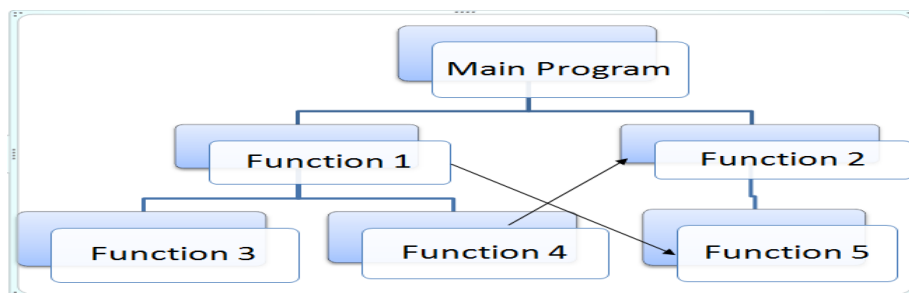 Main Program
Function 1
Function 2
Function 3
Function 4
Function 5